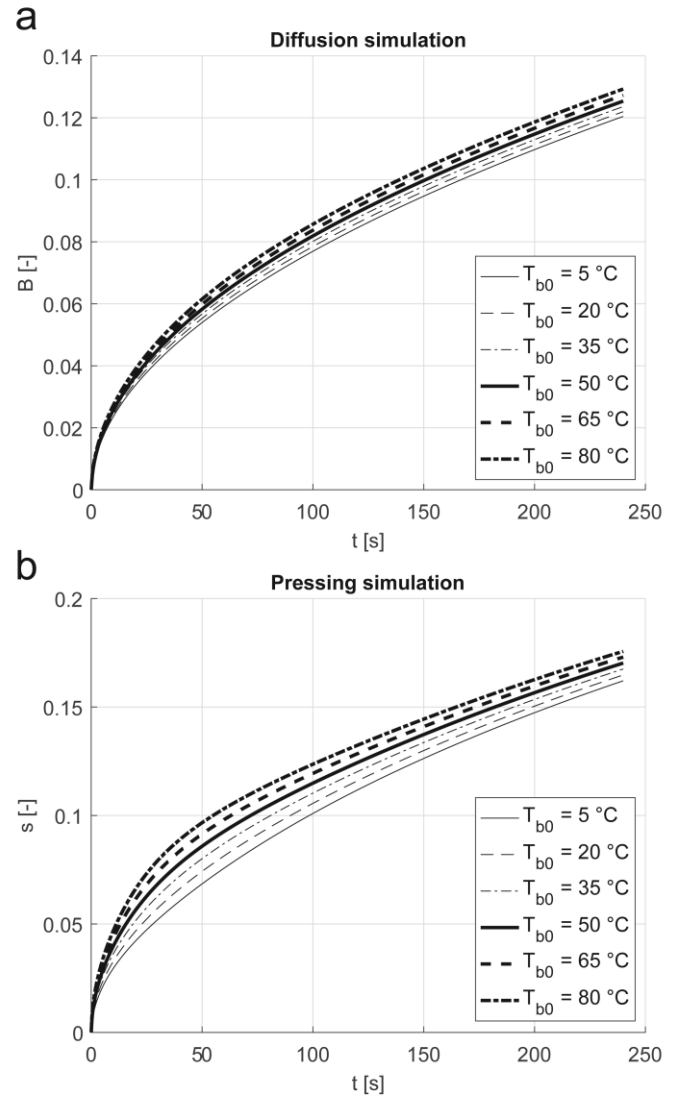 a
Diffusion simulation
0.14
0.12
0.1
0.08
0.06
0.04
0.02
0
B [-]
T_b0 = 5 °C
T_b0 = 20 °C
T_b0 = 35 °C
T_b0 = 50 °C
T_b0 = 65 °C
T_b0 = 80 °C
0 50 100 150 200 250
t [s]
b
Pressing simulation
0.2
0.15
0.1
0.05
0
s [-]
T_b0 = 5 °C
T_b0 = 20 °C
T_b0 = 35 °C
T_b0 = 50 °C
T_b0 = 65 °C
T_b0 = 80 °C
0 50 100 150 200 250
t [s]